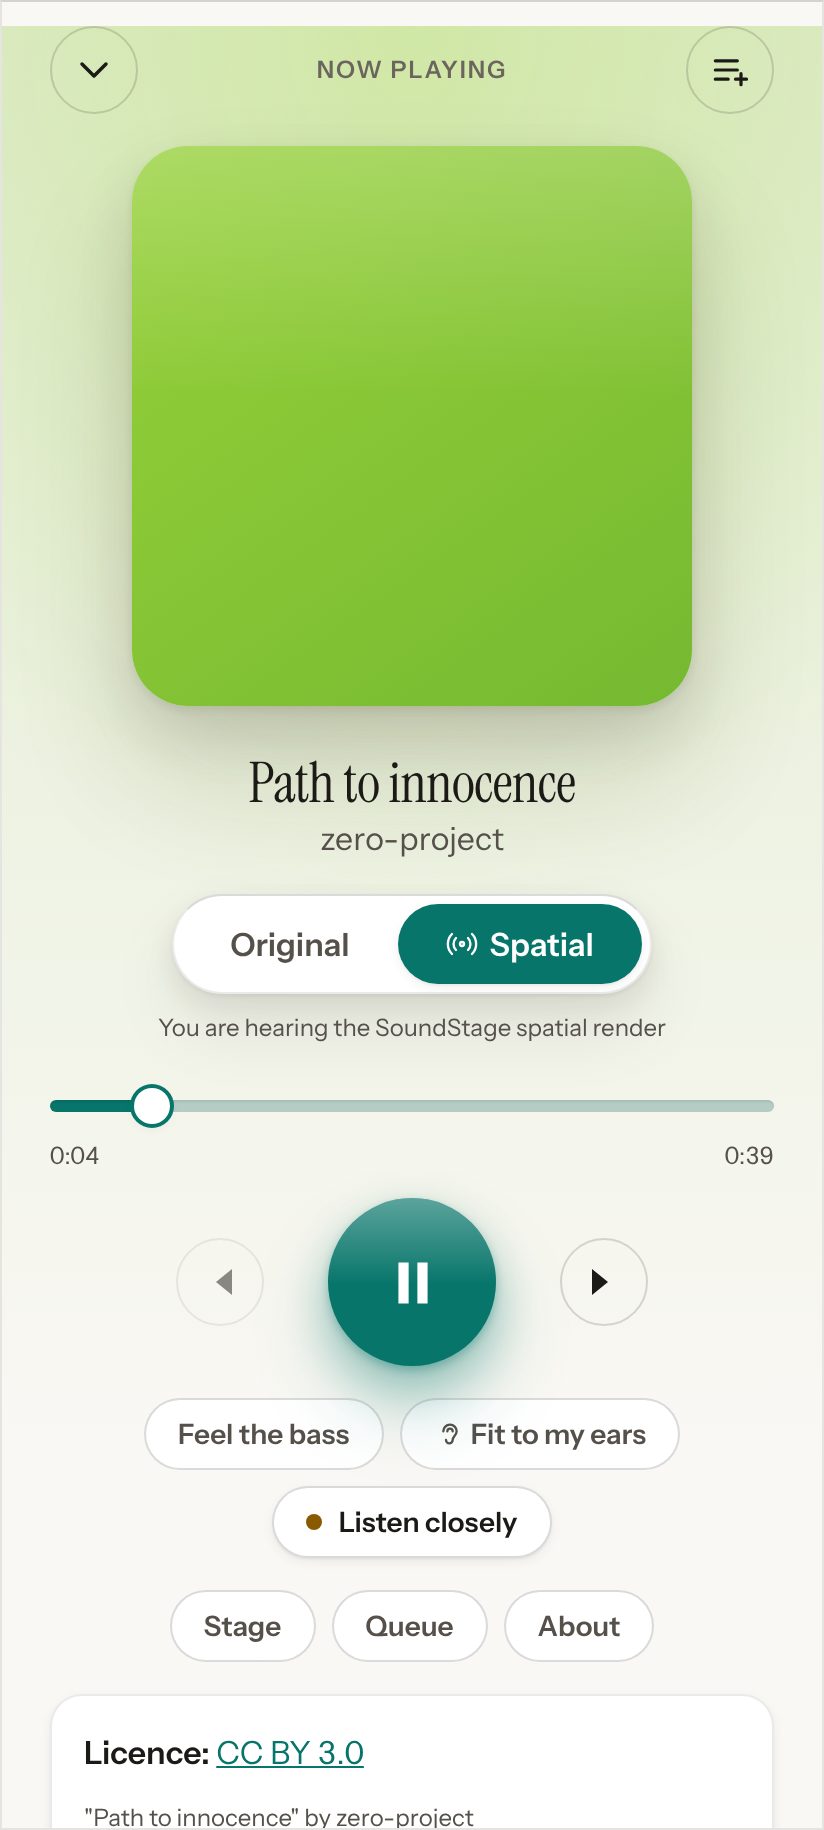 NOW PLAYING
Path to innocence
zero-project
Original
Spatial
You are hearing the SoundStage spatial render
0:04
0:39
Feel the bass
Fit to my ears
Listen closely
Stage
Queue
About
Licence: CC BY 3.0
"Path to innocence" by zero-project